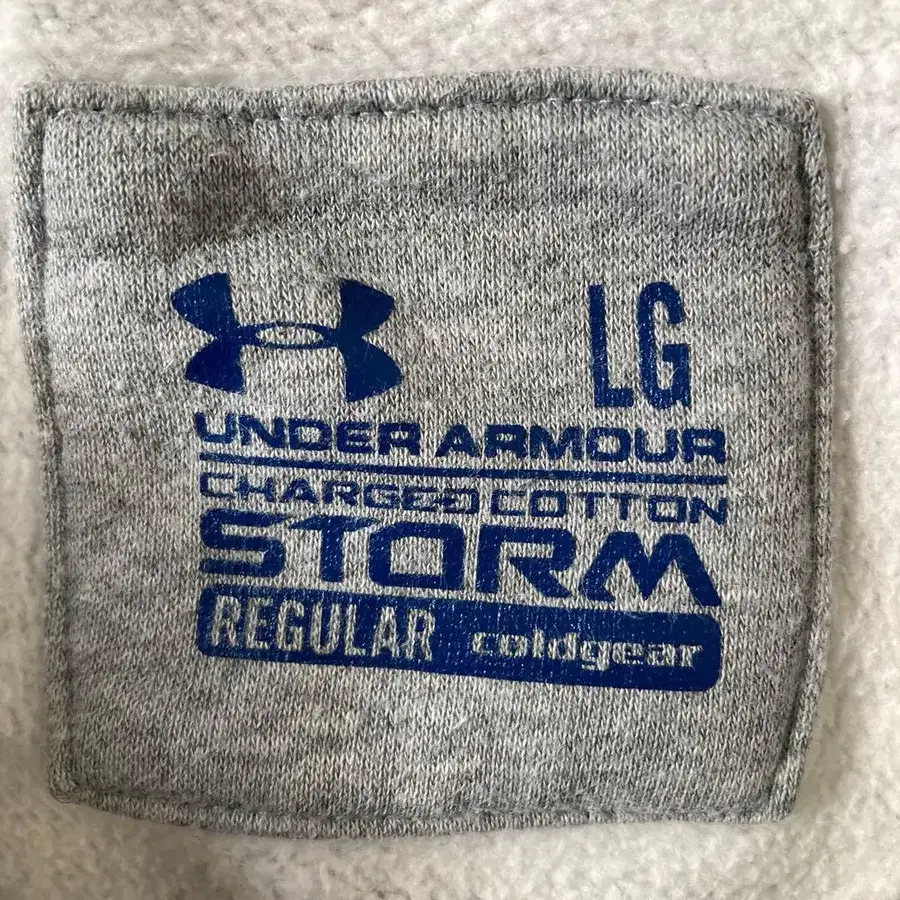 LG
UNDER ARMOUR
CHARGED COTTON
STORM
REGULAR coldgear